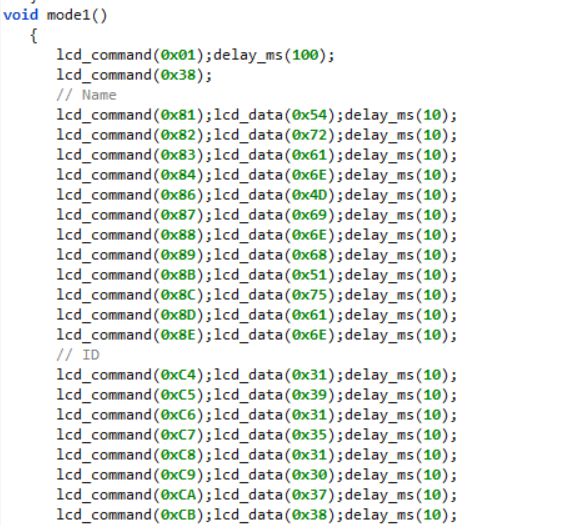 void mode1()
{
lcd_command(0x01);delay_ms(100);
lcd_command(0x38);
// Name
lcd_command(0x81);lcd_data(0x54);delay_ms(10);
lcd_command(0x82);lcd_data(0x72);delay_ms(10);
lcd_command(0x83);lcd_data(0x61);delay_ms(10);
lcd_command(0x84);lcd_data(0x6E);delay_ms(10);
lcd_command(0x86);lcd_data(0x4D);delay_ms(10);
lcd_command(0x87);lcd_data(0x69);delay_ms(10);
lcd_command(0x88);lcd_data(0x6E);delay_ms(10);
lcd_command(0x89);lcd_data(0x68);delay_ms(10);
lcd_command(0x8B);lcd_data(0x51);delay_ms(10);
lcd_command(0x8C);lcd_data(0x75);delay_ms(10);
lcd_command(0x8D);lcd_data(0x61);delay_ms(10);
lcd_command(0x8E);lcd_data(0x6E);delay_ms(10);
// ID
lcd_command(0xC4);lcd_data(0x31);delay_ms(10);
lcd_command(0xC5);lcd_data(0x39);delay_ms(10);
lcd_command(0xC6);lcd_data(0x31);delay_ms(10);
lcd_command(0xC7);lcd_data(0x35);delay_ms(10);
lcd_command(0xC8);lcd_data(0x31);delay_ms(10);
lcd_command(0xC9);lcd_data(0x30);delay_ms(10);
lcd_command(0xCA);lcd_data(0x37);delay_ms(10);
lcd_command(0xCB);lcd_data(0x38);delay_ms(10);